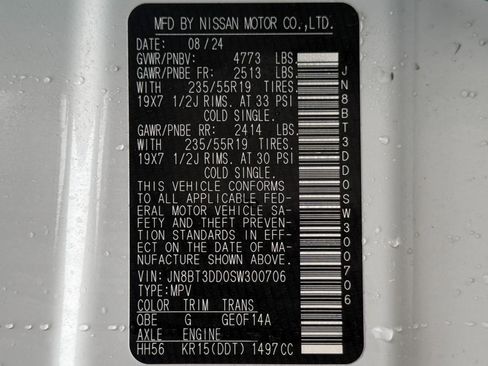 MFD BY NISSAN MOTOR CO.,LTD.
DATE: 08/24
GVWR/PNBV: 4773 LBS.
GAWR/PNBE FR: 2513 LBS.
WITH 235/55R19 TIRES.
19X7 1/2J RIMS. AT 33 PSI
COLD SINGLE.
GAWR/PNBE RR: 2414 LBS.
WITH 235/55R19 TIRES.
19X7 1/2J RIMS. AT 30 PSI
COLD SINGLE.
THIS VEHICLE CONFORMS
TO ALL APPLICABLE FED-
ERAL MOTOR VEHICLE SA-
FETY AND THEFT PREVEN-
TION STANDARDS IN EFF-
ECT ON THE DATE OF MA-
NUFACTURE SHOWN ABOVE.
VIN: JN8BT3DD0SW300706
TYPE:MPV
COLOR TRIM TRANS
QBE G GE0F14A
AXLE ENGINE
HH56 KR15(DDT) 1497CC
JN8BT3DD0SW300706